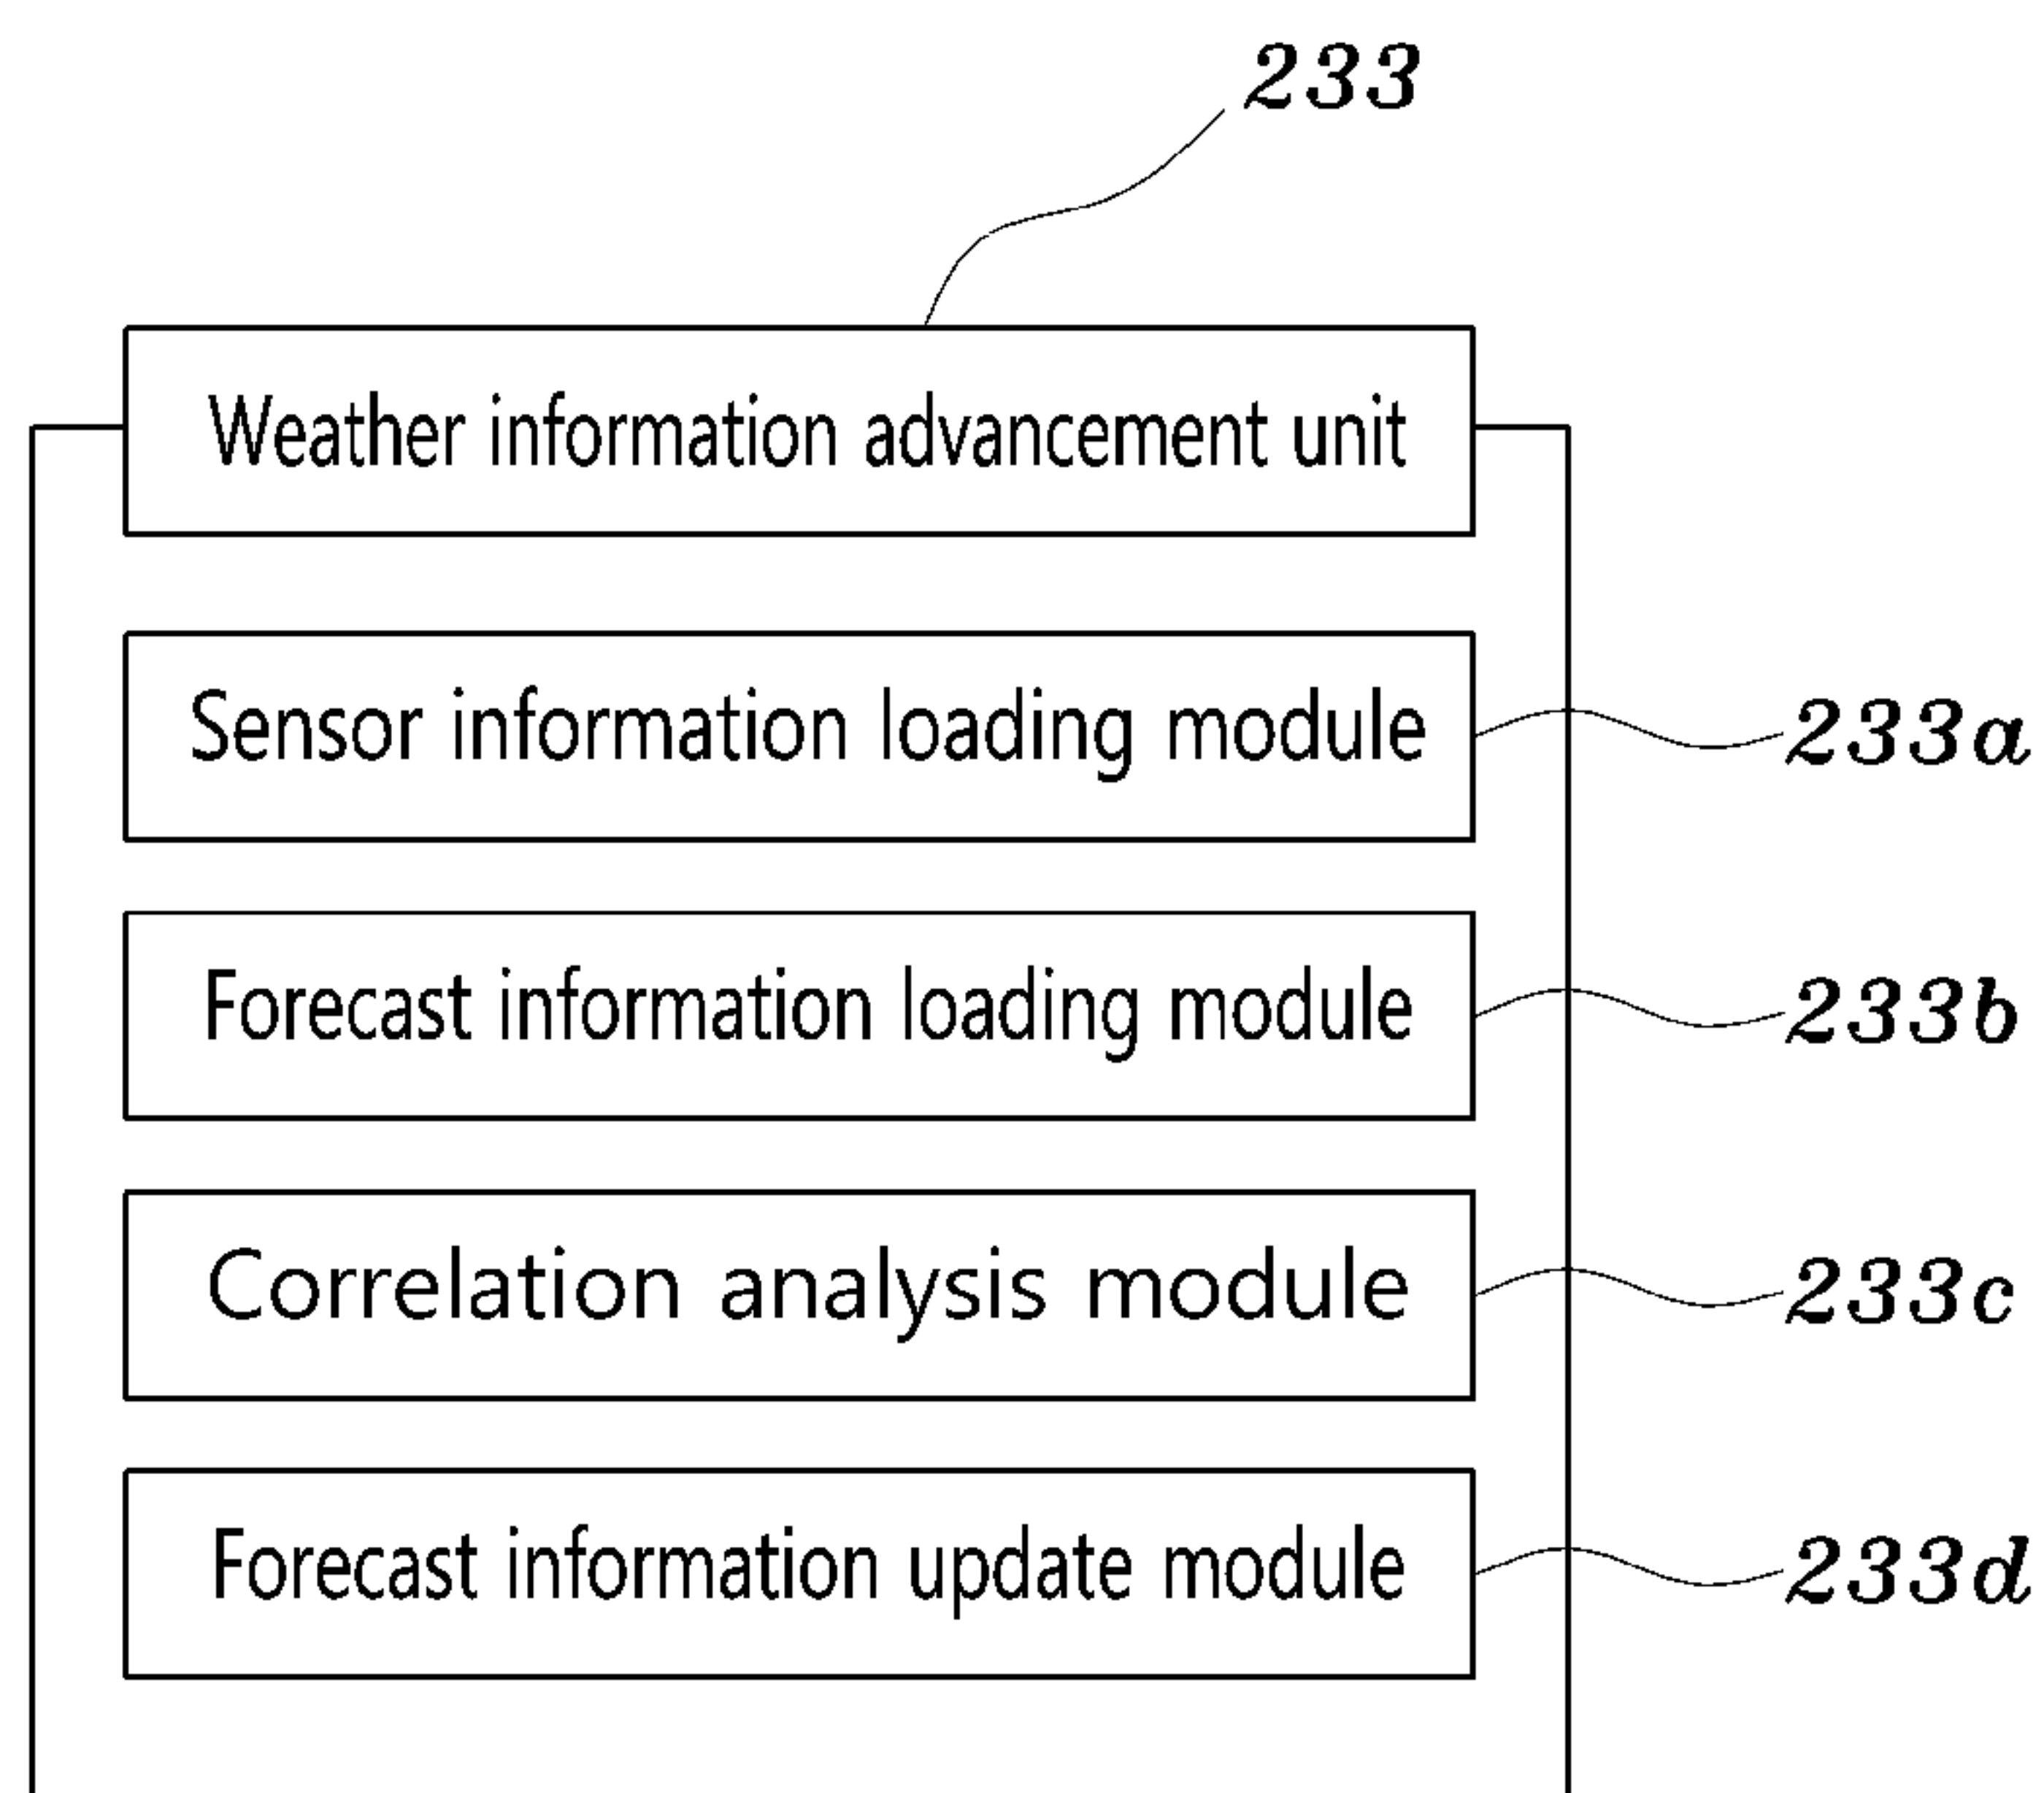 233
Weather information advancement unit
Sensor information loading module 233a
Forecast information loading module 233b
Correlation analysis module 233c
Forecast information update module 233d